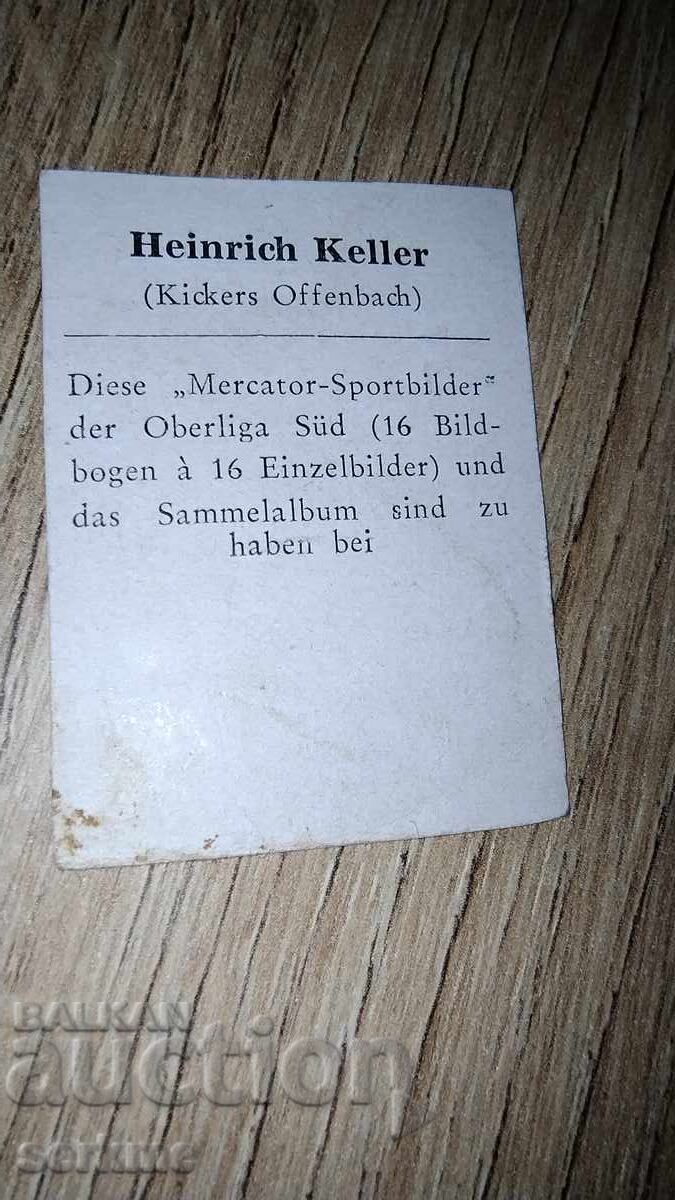 Heinrich Keller
(Kickers Offenbach)
Diese „Mercator-Sportbilder“
der Oberliga Süd (16 Bild-
bogen à 16 Einzelbilder) und
das Sammelalbum sind zu
haben bei
BALKAN
auction
serkme